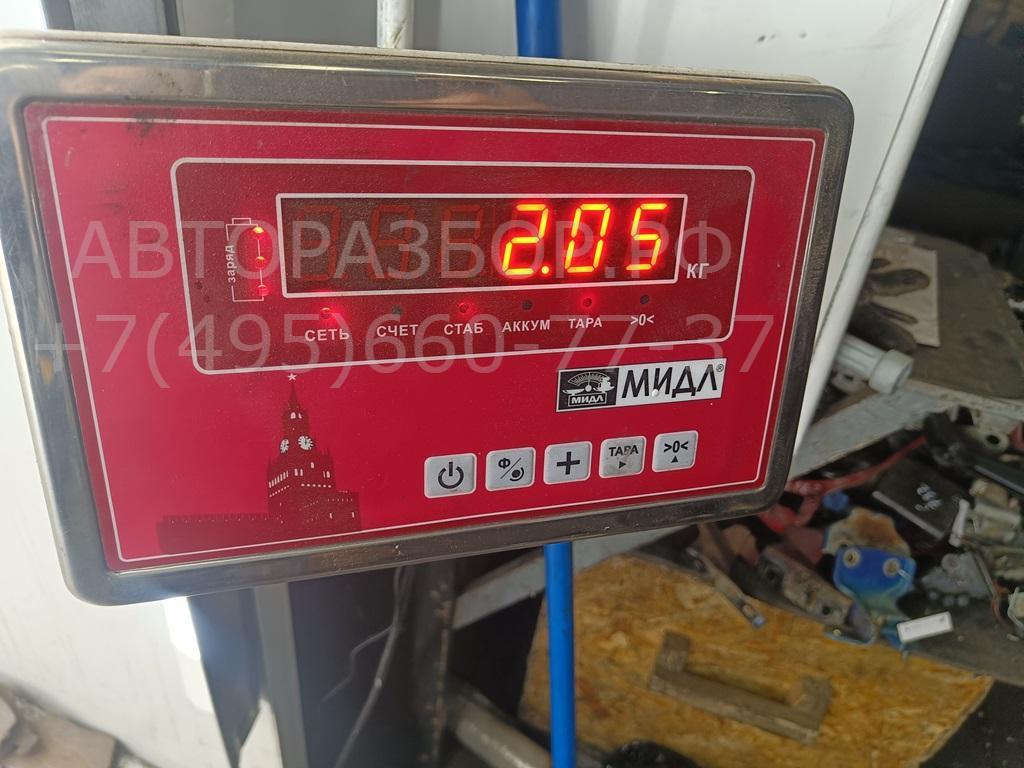 2.05
заряд
КГ
СЕТЬ СЧЕТ СТАБ АККУМ ТАРА >0<
АВТОРАЗБОР.РФ
+7(495)660-77-37
МИДЛ МИДЛ®
Ф
ТАРА >0<